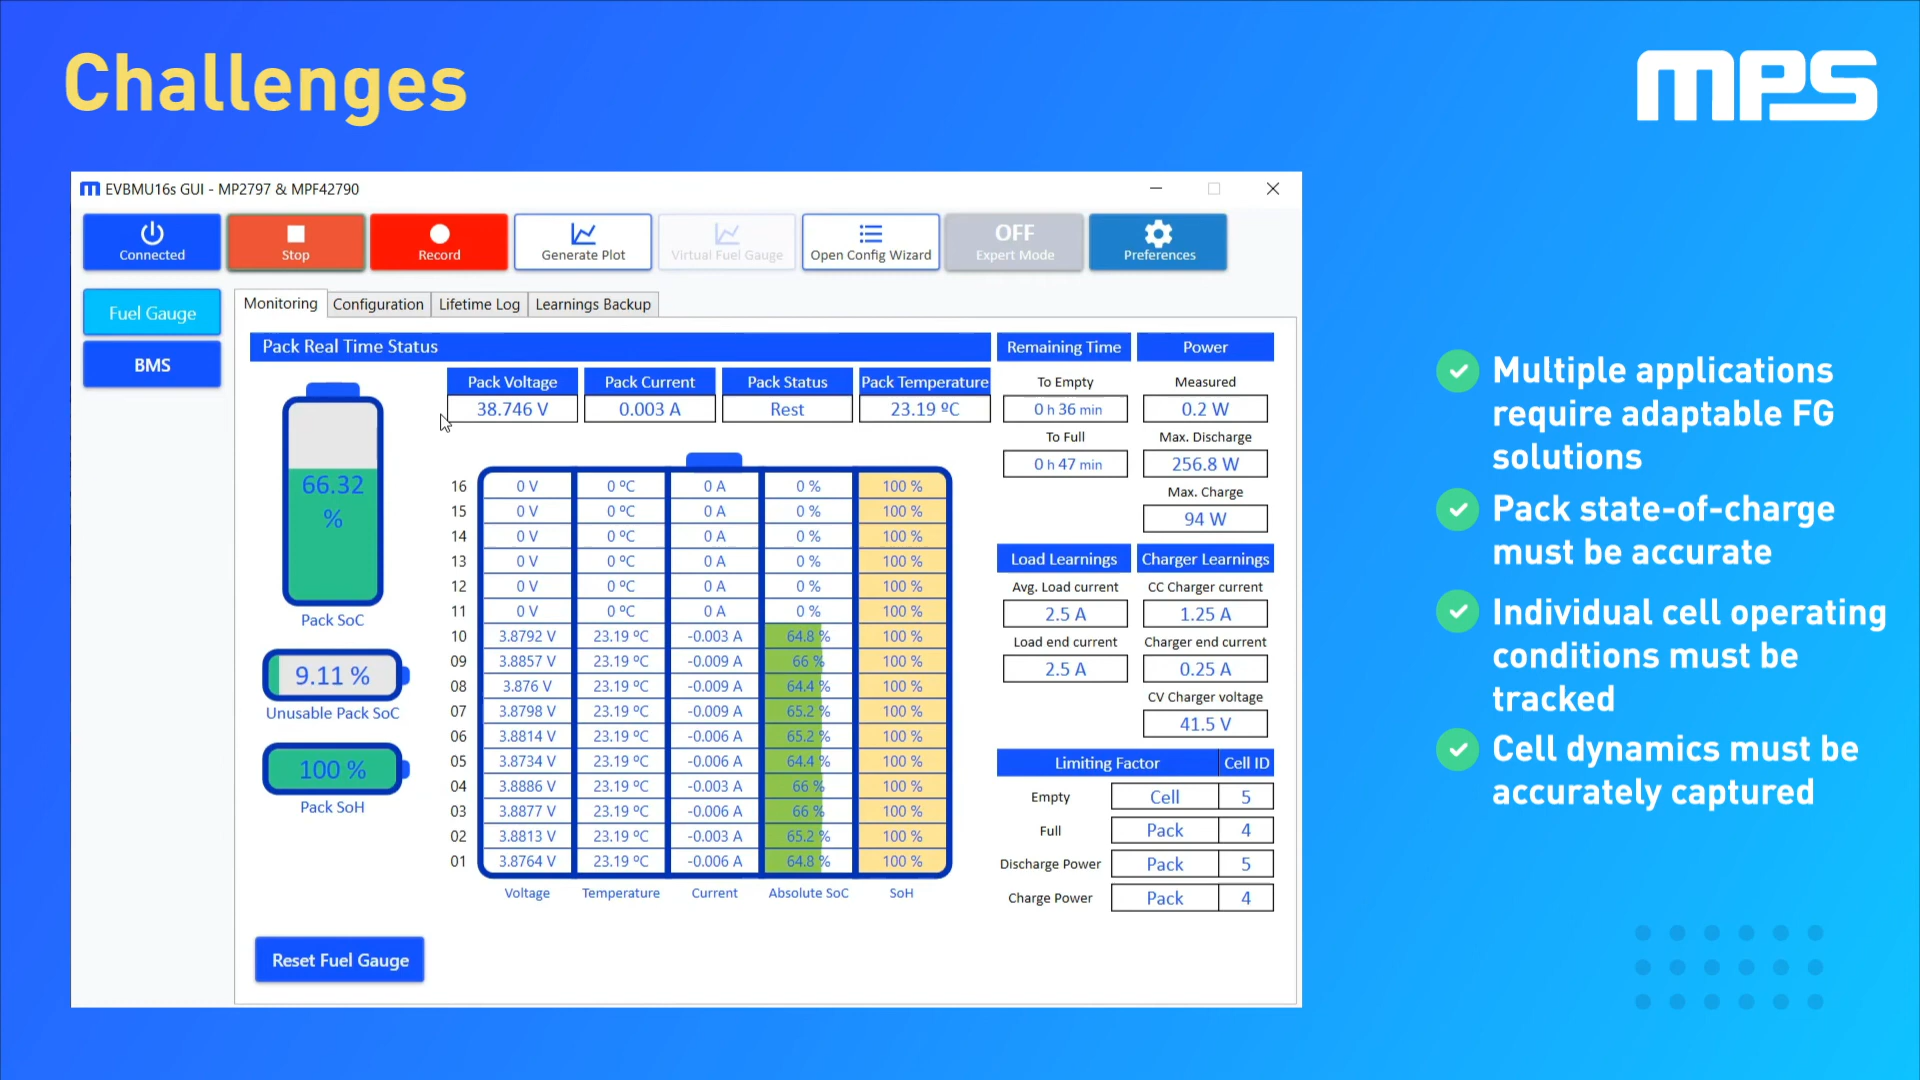 Challenges
MPS
EVBMU16s GUI - MP2797 & MPF42790
Connected
Stop
Record
Generate Plot
Virtual Fuel Gauge
Open Config Wizard
OFF
Expert Mode
Preferences
Fuel Gauge
BMS
Monitoring Configuration Lifetime Log Learnings Backup
Pack Real Time Status
Pack Voltage Pack Current Pack Status Pack Temperature
38.746 V 0.003 A Rest 23.19 ºC
66.32
%
Pack SoC
9.11 %
Unusable Pack SoC
100 %
Pack SoH
16 0 V 0 ºC 0 A 0 % 100 %
15 0 V 0 ºC 0 A 0 % 100 %
14 0 V 0 ºC 0 A 0 % 100 %
13 0 V 0 ºC 0 A 0 % 100 %
12 0 V 0 ºC 0 A 0 % 100 %
11 0 V 0 ºC 0 A 0 % 100 %
10 3.8792 V 23.19 ºC -0.003 A 64.8 % 100 %
09 3.8857 V 23.19 ºC -0.009 A 66 % 100 %
08 3.876 V 23.19 ºC -0.009 A 64.4 % 100 %
07 3.8798 V 23.19 ºC -0.009 A 65.2 % 100 %
06 3.8814 V 23.19 ºC -0.006 A 65.2 % 100 %
05 3.8734 V 23.19 ºC -0.006 A 64.4 % 100 %
04 3.8886 V 23.19 ºC -0.003 A 66 % 100 %
03 3.8877 V 23.19 ºC -0.006 A 66 % 100 %
02 3.8813 V 23.19 ºC -0.003 A 65.2 % 100 %
01 3.8764 V 23.19 ºC -0.006 A 64.8 % 100 %
Voltage Temperature Current Absolute SoC SoH
Reset Fuel Gauge
Remaining Time
To Empty
0 h 36 min
To Full
0 h 47 min
Power
Measured
0.2 W
Max. Discharge
256.8 W
Max. Charge
94 W
Load Learnings
Avg. Load current
2.5 A
Load end current
2.5 A
Charger Learnings
CC Charger current
1.25 A
Charger end current
0.25 A
CV Charger voltage
41.5 V
Limiting Factor Cell ID
Empty Cell 5
Full Pack 4
Discharge Power Pack 5
Charge Power Pack 4
Multiple applications
require adaptable FG
solutions
Pack state-of-charge
must be accurate
Individual cell operating
conditions must be
tracked
Cell dynamics must be
accurately captured